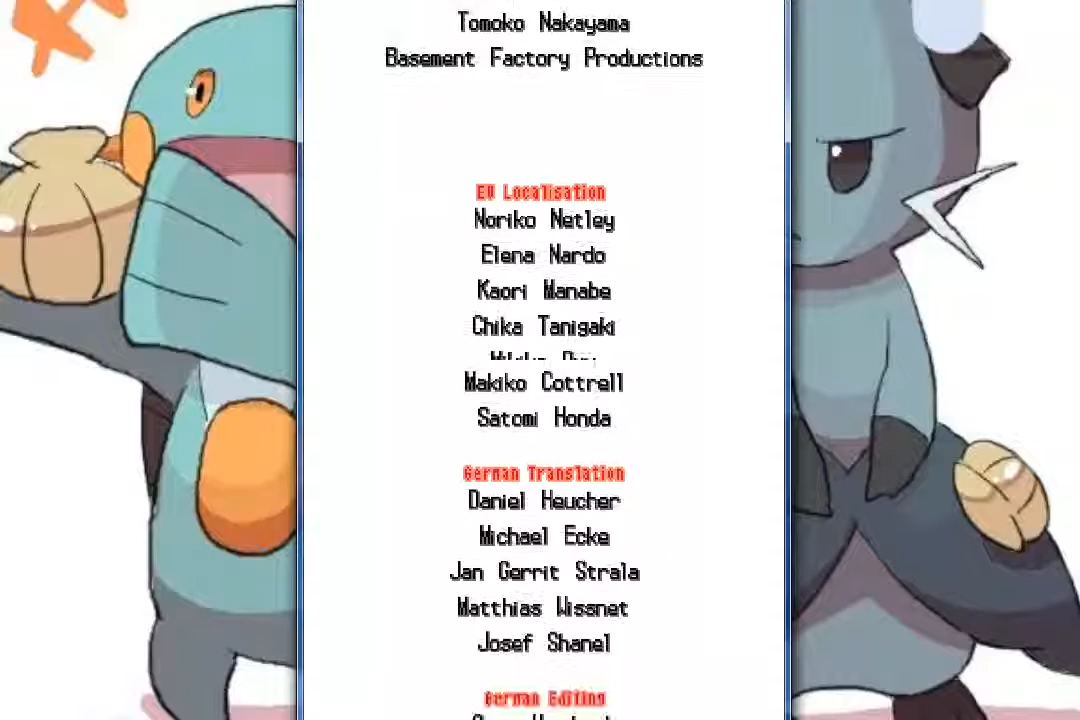 Tomoko Nakayama
Basement Factory Productions
EU Localisation
Noriko Netley
Elena Nardo
Kaori Manabe
Chika Tanigaki
Makiko Cottrell
Satomi Honda
German Translation
Daniel Heucher
Michael Ecke
Jan Gerrit Strala
Matthias Wissnet
Josef Shanel
German Editing